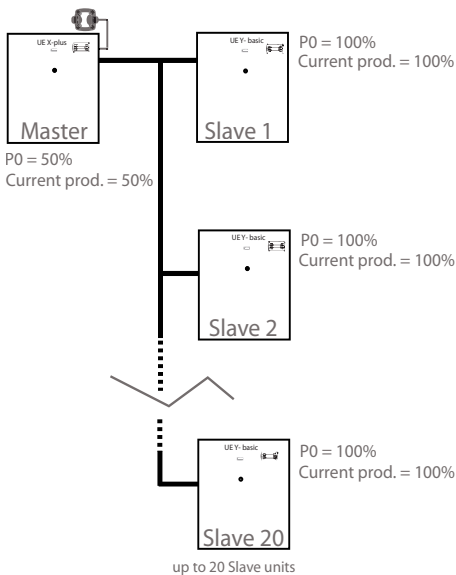 UE X-plus
Master
P0 = 50%
Current prod. = 50%
UE Y- basic
Slave 1
P0 = 100%
Current prod. = 100%
UE Y- basic
Slave 2
P0 = 100%
Current prod. = 100%
UE Y- basic
Slave 20
P0 = 100%
Current prod. = 100%
up to 20 Slave units